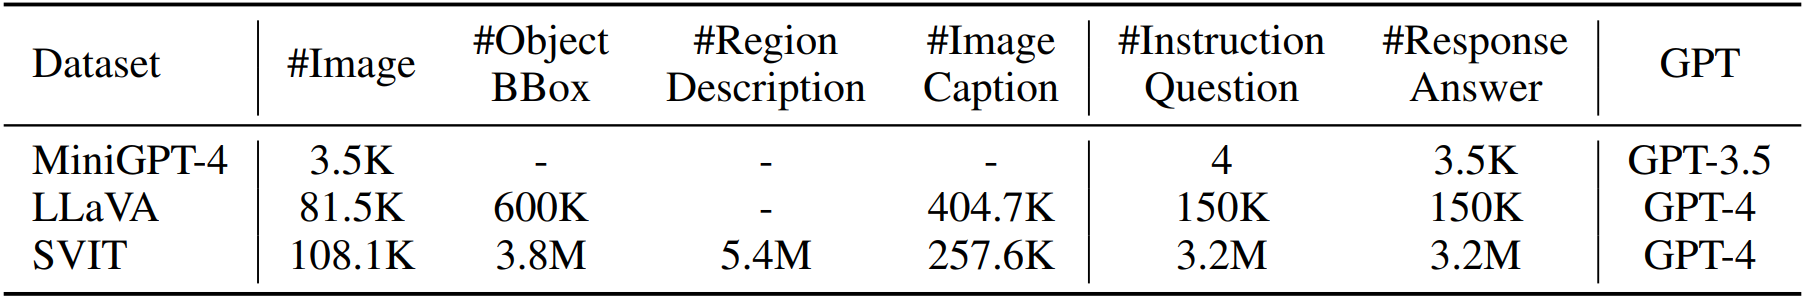 Dataset #Image #Object BBox #Region Description #Image Caption #Instruction Question #Response Answer GPT
MiniGPT-4 3.5K - - - 4 3.5K GPT-3.5
LLaVA 81.5K 600K - 404.7K 150K 150K GPT-4
SVIT 108.1K 3.8M 5.4M 257.6K 3.2M 3.2M GPT-4